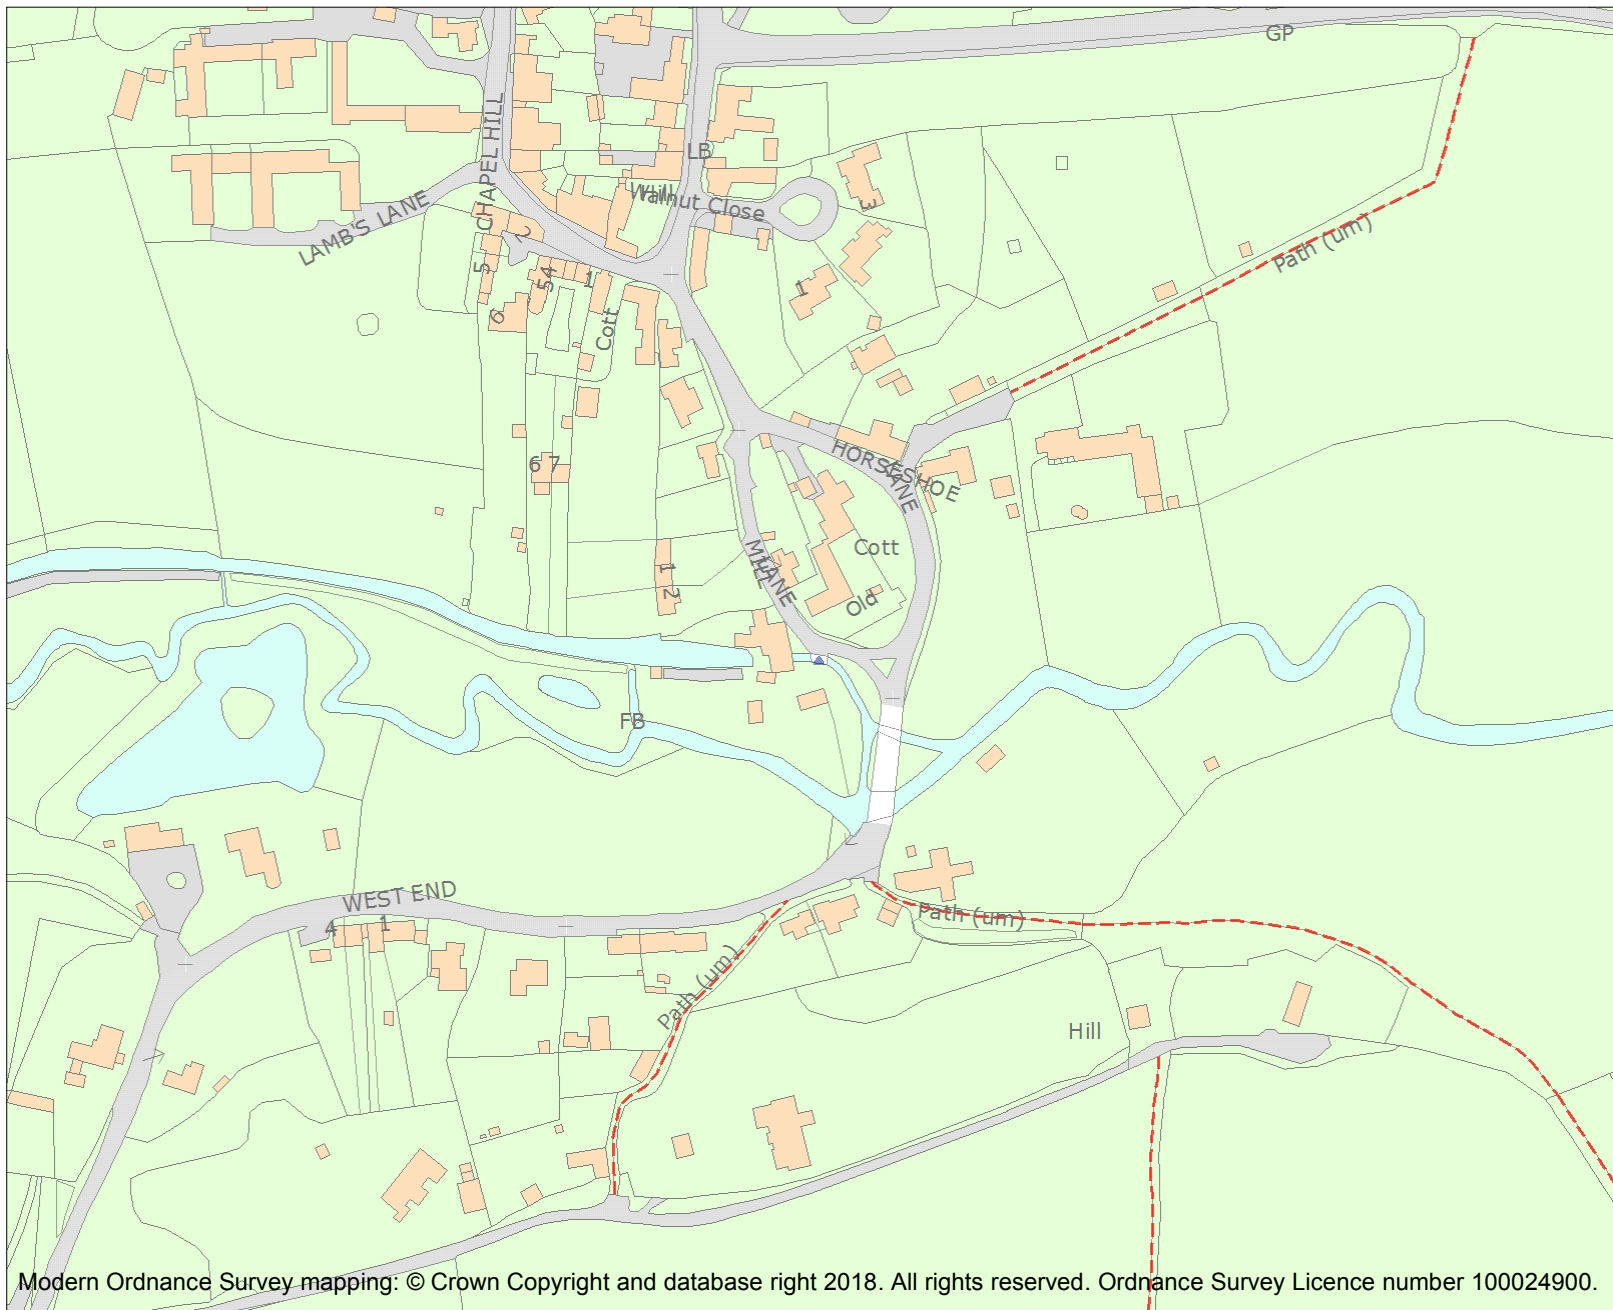 GP
CHAPEL HILL
LB
Walnut Close
3
LAMB'S LANE
2
5
54
1
1
6
Cott
Path (um)
HORSESHOE
LANE
6 7
Cott
MILL
LANE
1
2
Old
FB
WEST END
4
1
Path (um)
Path (um)
Hill
Modern Ordnance Survey mapping: © Crown Copyright and database right 2018. All rights reserved. Ordnance Survey Licence number 100024900.